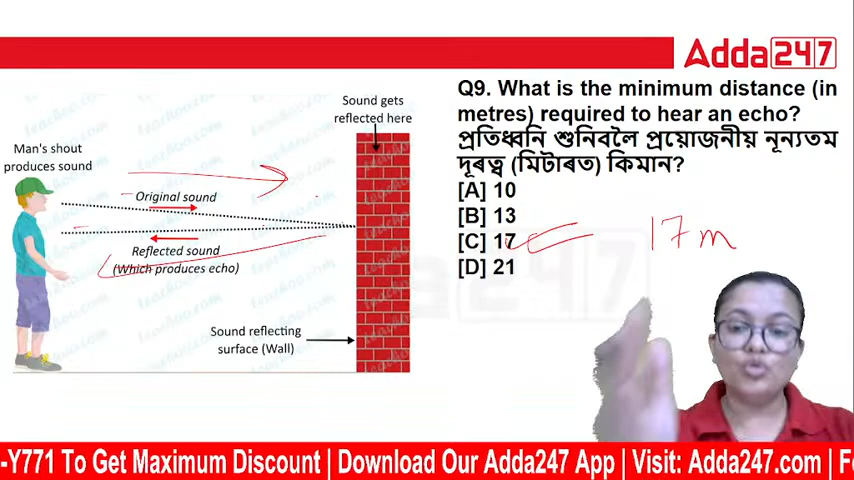 Adda247
Q9. What is the minimum distance (in
metres) required to hear an echo?
প্ৰতিধ্বনি শুনিবলৈ প্ৰয়োজনীয় নূন্যতম
দূৰত্ব (মিটাৰত) কিমান?
[A] 10
[B] 13
[C] 17
[D] 21
17 m
Sound gets
reflected here
Man's shout
produces sound
Original sound
Reflected sound
(Which produces echo)
Sound reflecting
surface (Wall)
-Y771 To Get Maximum Discount | Download Our Adda247 App | Visit: Adda247.com | Fo